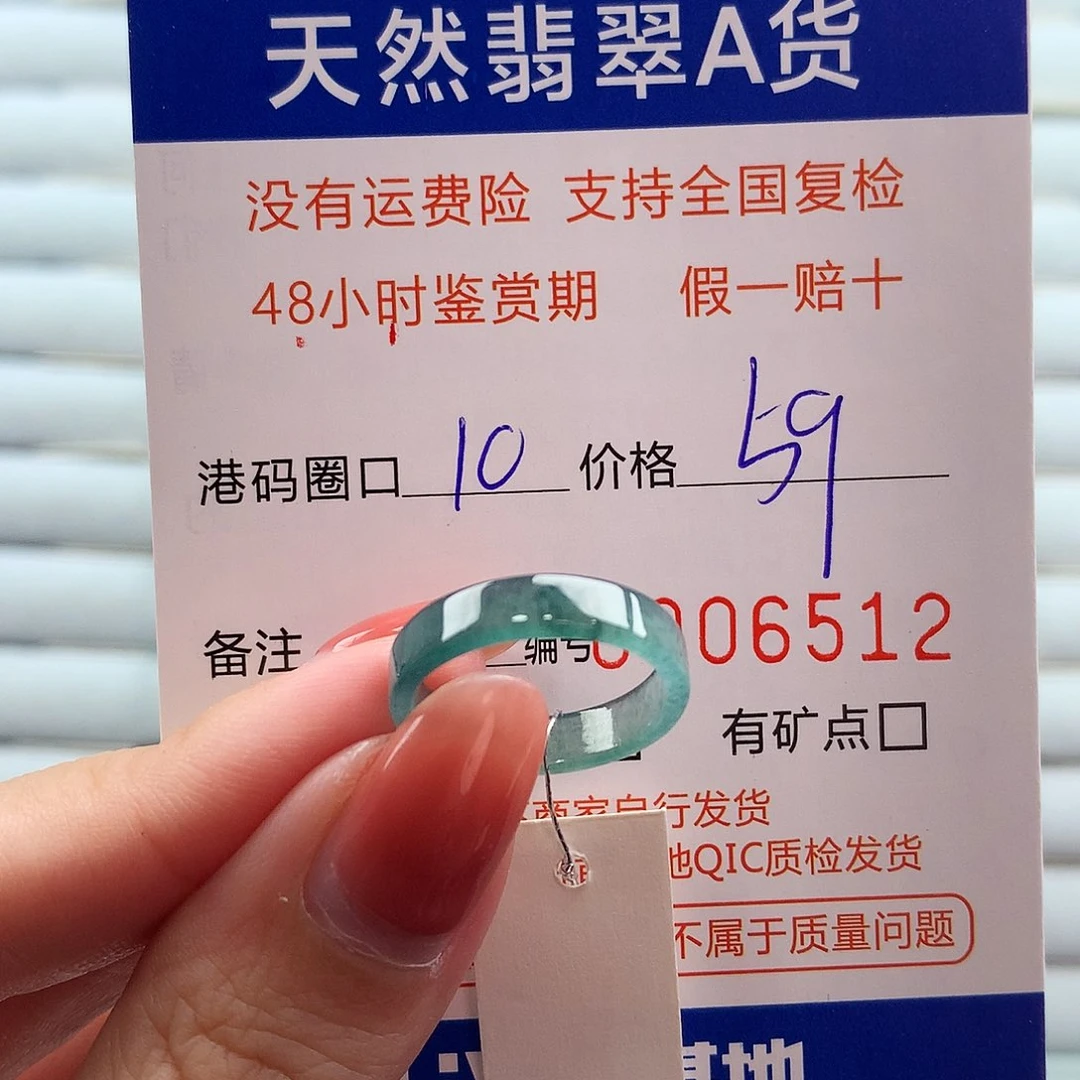 天然翡翠A货
没有运费险 支持全国复检
48小时鉴赏期 假一赔十
港码圈口 10 价格 59
备注 编号 006512
有矿点□
商家自行发货
QIC质检发货
不属于质量问题
基地